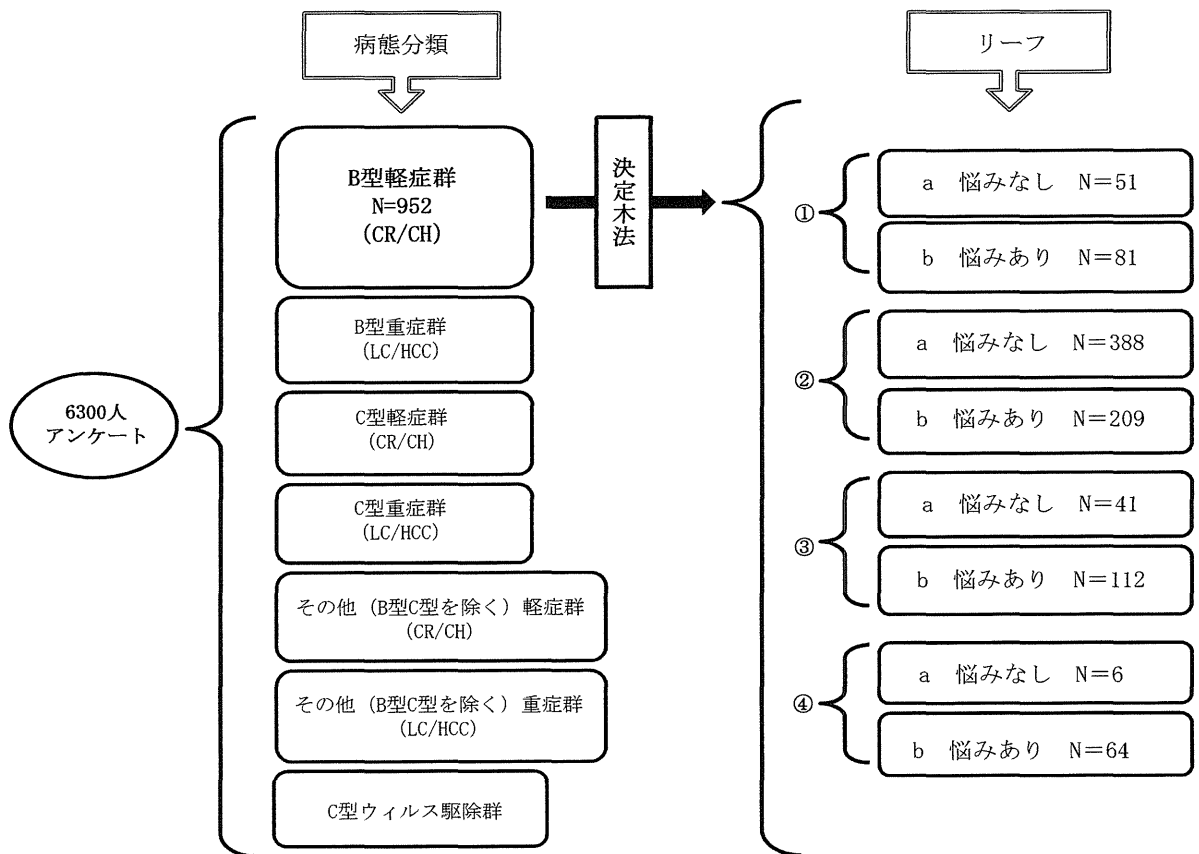 病態分類
リーフ
6300人
アンケート
B型軽症群
N=952
(CR/CH)
B型重症群
(LC/HCC)
C型軽症群
(CR/CH)
C型重症群
(LC/HCC)
その他（B型C型を除く）軽症群
(CR/CH)
その他（B型C型を除く）重症群
(LC/HCC)
C型ウィルス駆除群
決定木法
①
a 悩みなし N=51
b 悩みあり N=81
②
a 悩みなし N=388
b 悩みあり N=209
③
a 悩みなし N=41
b 悩みあり N=112
④
a 悩みなし N=6
b 悩みあり N=64